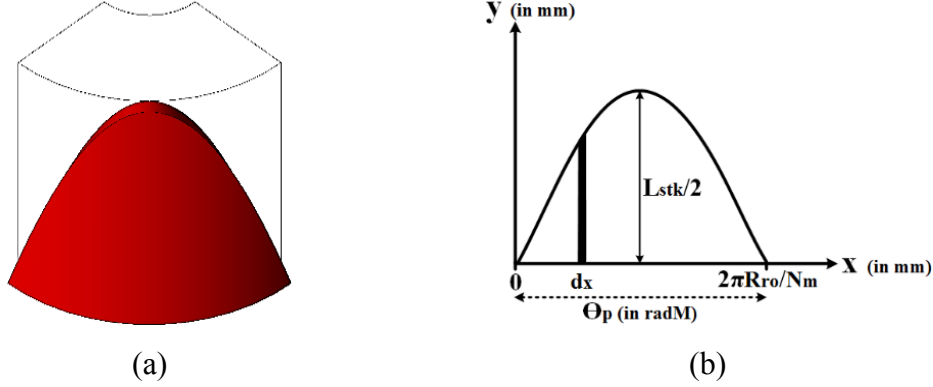 y (in mm)
Lstk/2
0
dx
2πRro/Nm
x (in mm)
Θp (in radM)
(a)
(b)